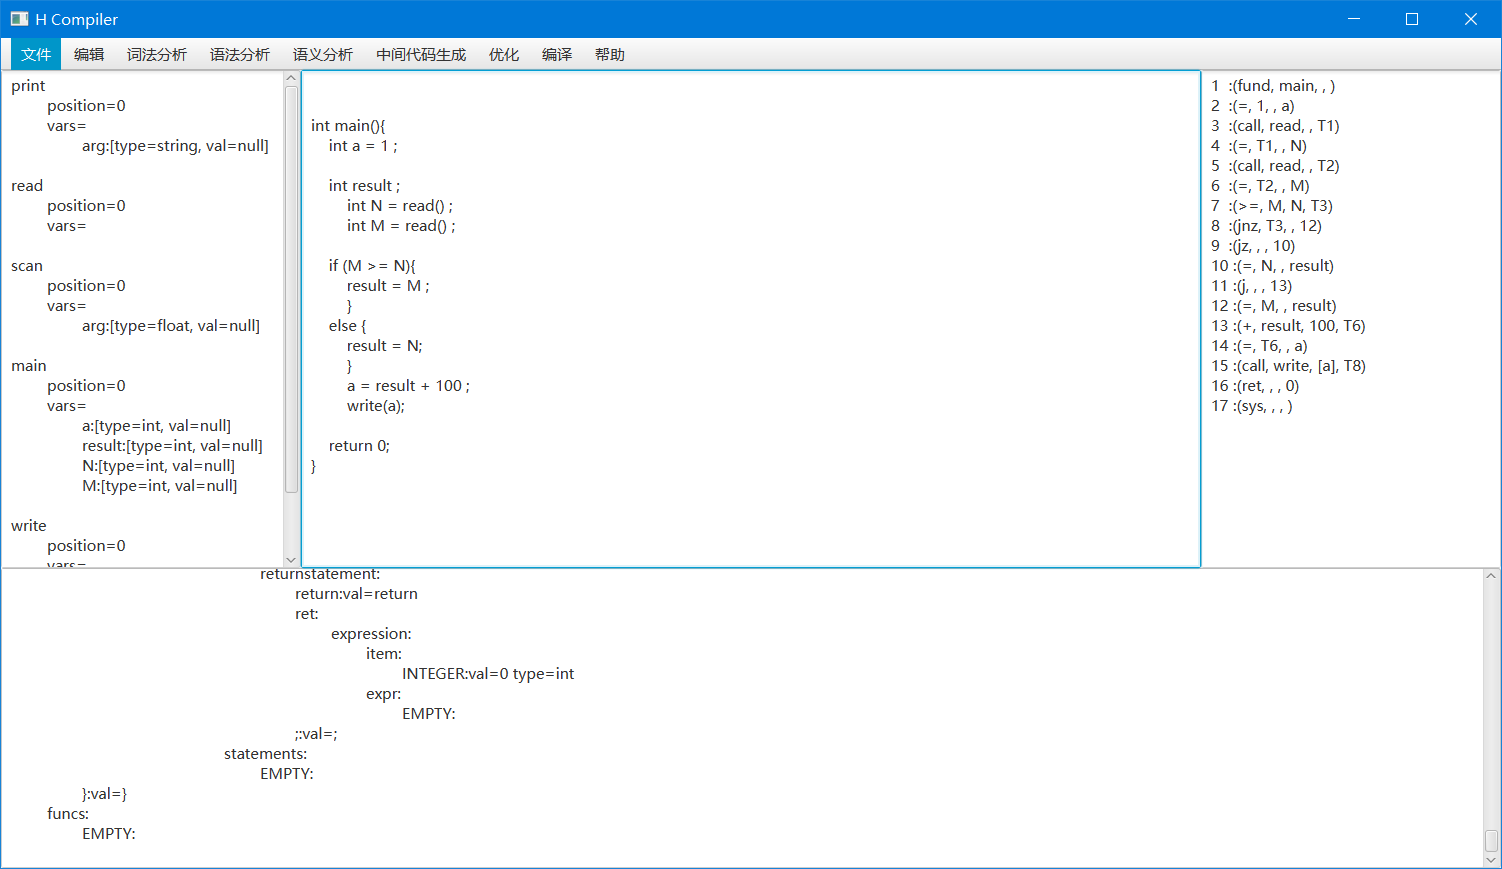 H Compiler
文件 编辑 词法分析 语法分析 语义分析 中间代码生成 优化 编译 帮助
print
position=0
vars=
arg:[type=string, val=null]
read
position=0
vars=
scan
position=0
vars=
arg:[type=float, val=null]
main
position=0
vars=
a:[type=int, val=null]
result:[type=int, val=null]
N:[type=int, val=null]
M:[type=int, val=null]
write
position=0
vars=
int main(){
int a = 1 ;
int result ;
int N = read() ;
int M = read() ;
if (M >= N){
result = M ;
}
else {
result = N;
}
a = result + 100 ;
write(a);
return 0;
}
1 :(fund, main, , )
2 :(=, 1, , a)
3 :(call, read, , T1)
4 :(=, T1, , N)
5 :(call, read, , T2)
6 :(=, T2, , M)
7 :(>=, M, N, T3)
8 :(jnz, T3, , 12)
9 :(jz, , , 10)
10 :(=, N, , result)
11 :(j, , , 13)
12 :(=, M, , result)
13 :(+, result, 100, T6)
14 :(=, T6, , a)
15 :(call, write, [a], T8)
16 :(ret, , , 0)
17 :(sys, , , )
returnstatement:
return:val=return
ret:
expression:
item:
INTEGER:val=0 type=int
expr:
EMPTY:
;:val=;
statements:
EMPTY:
}:val=}
funcs:
EMPTY: